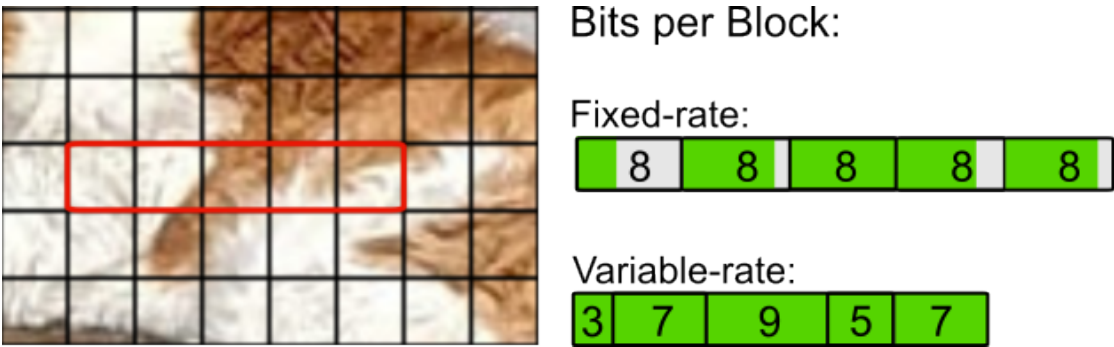 Bits per Block:
Fixed-rate:
8 8 8 8 8
Variable-rate:
3 7 9 5 7